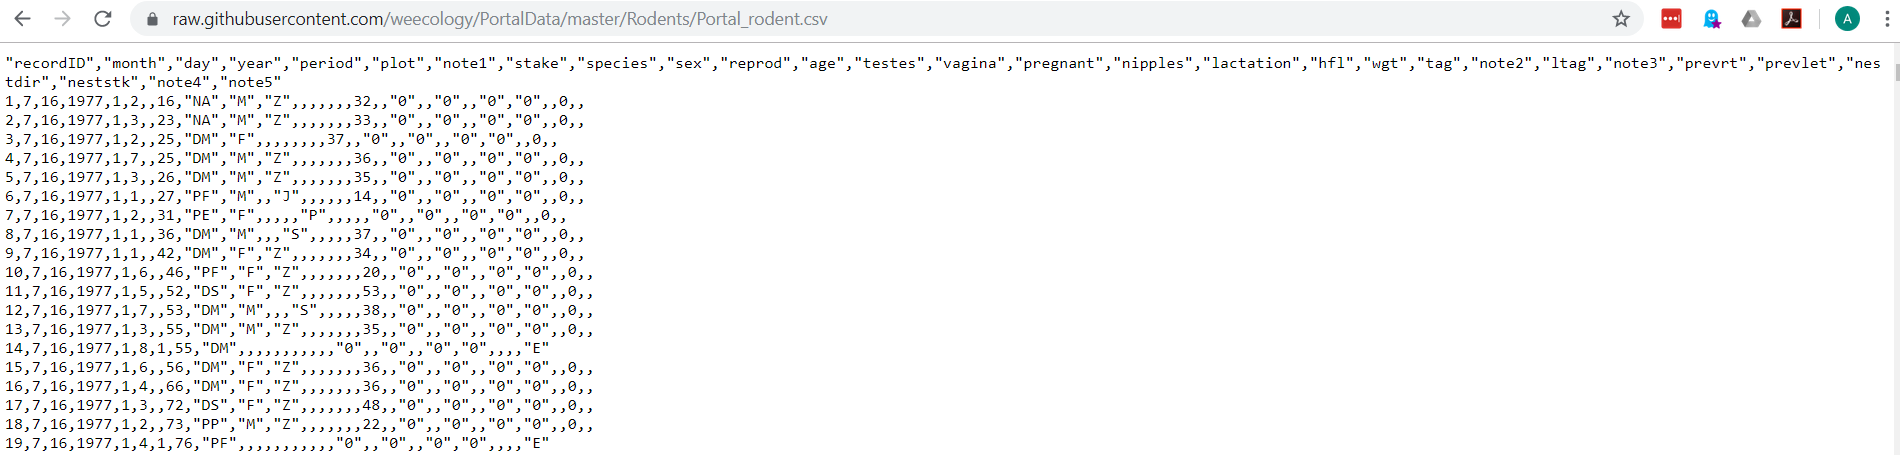 raw.githubusercontent.com/weecology/PortalData/master/Rodents/Portal_rodent.csv
A
"recordID","month","day","year","period","plot","note1","stake","species","sex","reprod","age","testes","vagina","pregnant","nipples","lactation","hfl","wgt","tag","note2","ltag","note3","prevrt","prevlet","nes
tdir","neststk","note4","note5"
1,7,16,1977,1,2,,16,"NA","M","Z",,,,,,,32,,"0",,"0",,"0","0",,0,,
2,7,16,1977,1,3,,23,"NA","M","Z",,,,,,,33,,"0",,"0",,"0","0",,0,,
3,7,16,1977,1,2,,25,"DM","F",,,,,,,,37,,"0",,"0",,"0","0",,0,,
4,7,16,1977,1,7,,25,"DM","M","Z",,,,,,,36,,"0",,"0",,"0","0",,0,,
5,7,16,1977,1,3,,26,"DM","M","Z",,,,,,,35,,"0",,"0",,"0","0",,0,,
6,7,16,1977,1,1,,27,"PF","M",,"J",,,,,,14,,"0",,"0",,"0","0",,0,,
7,7,16,1977,1,2,,31,"PE","F",,,,,"P",,,,,"0",,"0",,"0","0",,0,,
8,7,16,1977,1,1,,36,"DM","M",,,"S",,,,,37,,"0",,"0",,"0","0",,0,,
9,7,16,1977,1,1,,42,"DM","F","Z",,,,,,,34,,"0",,"0",,"0","0",,0,,
10,7,16,1977,1,6,,46,"PF","F","Z",,,,,,,20,,"0",,"0",,"0","0",,0,,
11,7,16,1977,1,5,,52,"DS","F","Z",,,,,,,53,,"0",,"0",,"0","0",,0,,
12,7,16,1977,1,7,,53,"DM","M",,,"S",,,,,38,,"0",,"0",,"0","0",,0,,
13,7,16,1977,1,3,,55,"DM","M","Z",,,,,,,35,,"0",,"0",,"0","0",,0,,
14,7,16,1977,1,8,1,55,"DM",,,,,,,,,,,"0",,"0",,"0","0",,,,"E"
15,7,16,1977,1,6,,56,"DM","F","Z",,,,,,,36,,"0",,"0",,"0","0",,0,,
16,7,16,1977,1,4,,66,"DM","F","Z",,,,,,,36,,"0",,"0",,"0","0",,0,,
17,7,16,1977,1,3,,72,"DS","F","Z",,,,,,,48,,"0",,"0",,"0","0",,0,,
18,7,16,1977,1,2,,73,"PP","M","Z",,,,,,,22,,"0",,"0",,"0","0",,0,,
19,7,16,1977,1,4,1,76,"PF",,,,,,,,,,,"0",,"0",,"0","0",,,,"E"